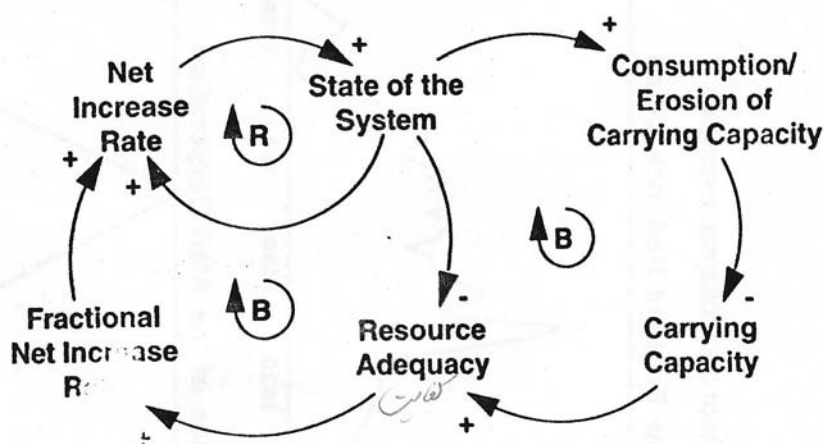 Net
Increase
Rate
+
+
+
State of the
System
R
+
Consumption/
Erosion of
Carrying Capacity
B
B
Fractional
Net Increase
-
Resource
Adequacy
کفایت
-
Carrying
Capacity
+